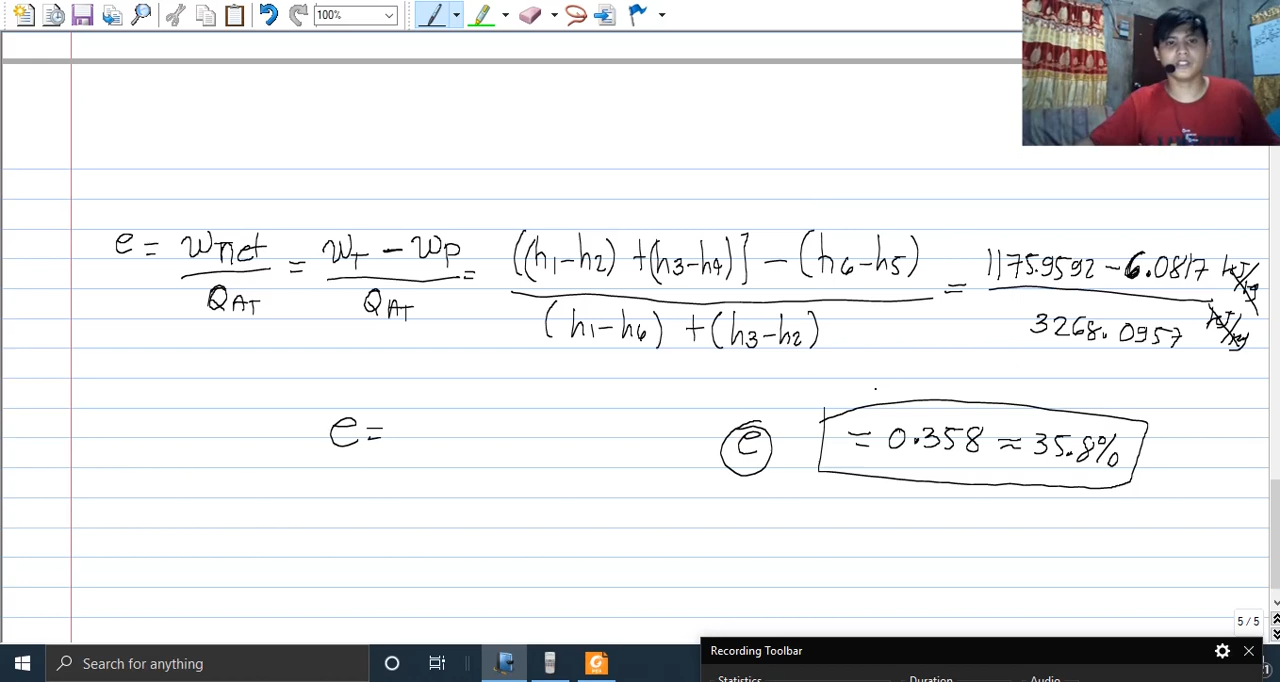 100%
e = Wnet/QAT = WT - WP/QAT = ((h1-h2) + (h3-h4)] - (h6-h5)/(h1-h6) + (h3-h2) = 1175.9592 - 6.0817 kJ/kg/3268.0957 kJ/kg
e =
e = 0.358 ≈ 35.8%
5 / 5
Recording Toolbar
Search for anything
Statistics Duration Audio